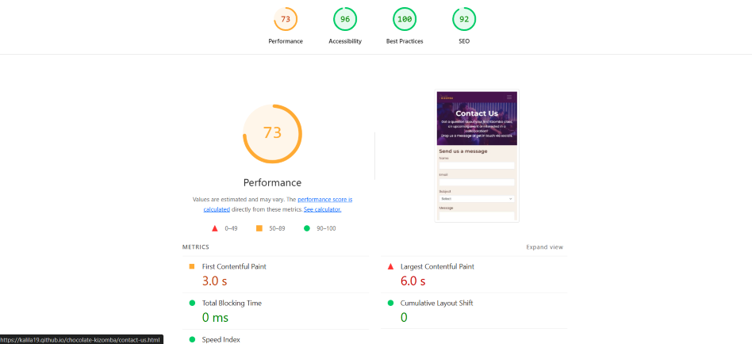 73
96
100
92
Performance
Accessibility
Best Practices
SEO
73
Performance
Values are estimated and may vary. The performance score is
calculated directly from these metrics. See calculator.
0–49
50–89
90–100
Contact Us
Send us a message
Name
Email
Subject
Select
Message
METRICS
Expand view
First Contentful Paint
3.0 s
Largest Contentful Paint
6.0 s
Total Blocking Time
0 ms
Cumulative Layout Shift
0
Speed Index
https://kalila19.github.io/chocolate-kizomba/contact-us.html